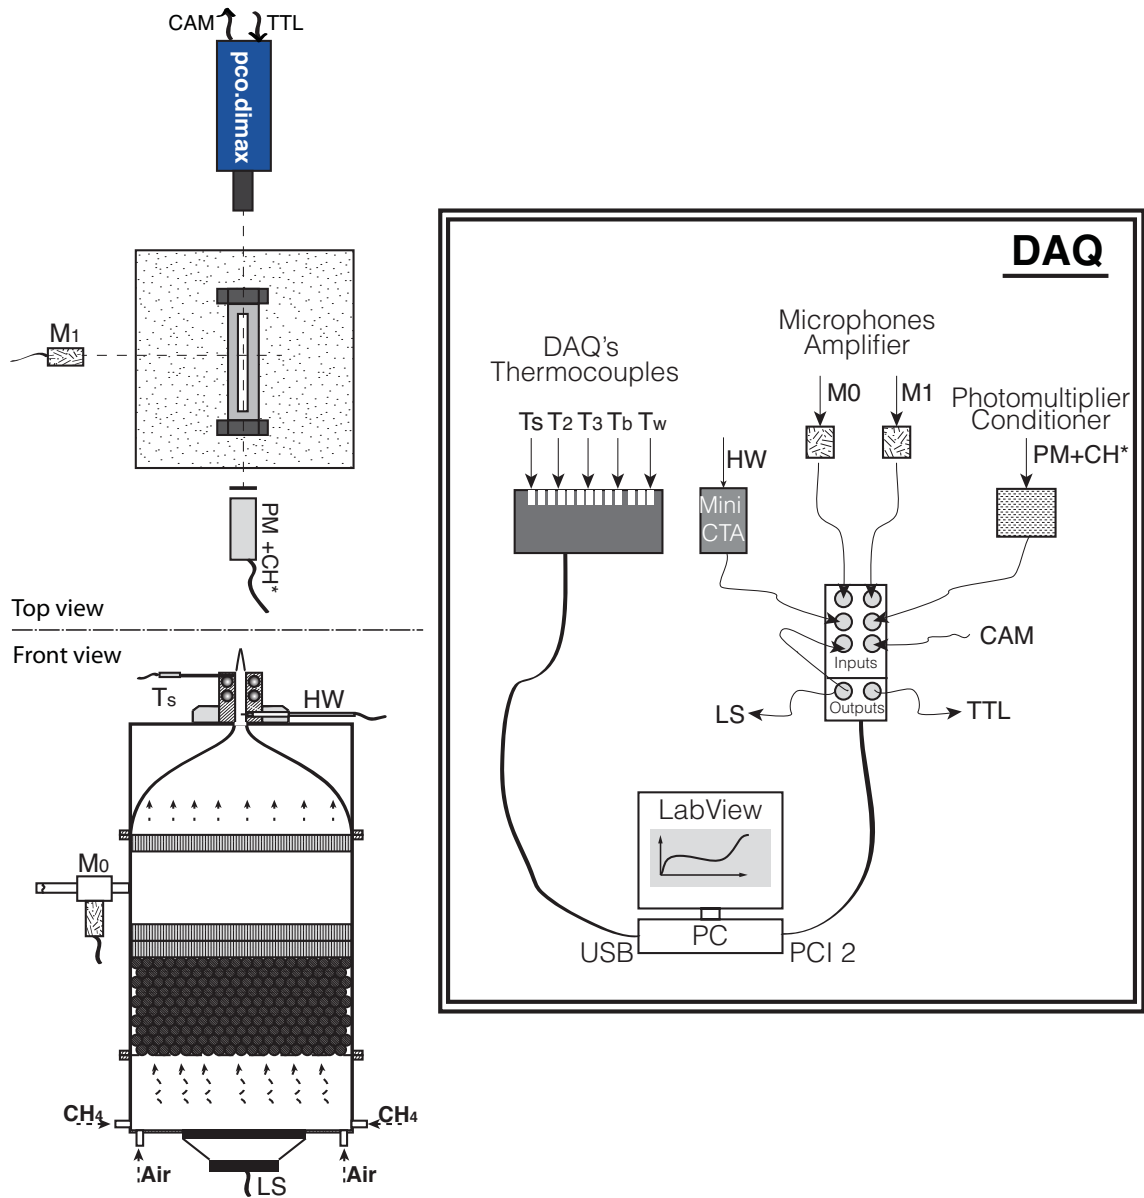 CAM TTL
pco.dimax
M1
PM +CH*
Top view
Front view
Ts
HW
M0
CH4 CH4
Air Air
LS
DAQ
Microphones
Amplifier
DAQ's
Thermocouples
M0 M1
Photomultiplier
Conditioner
Ts T2 T3 Tb Tw
HW
PM+CH*
Mini
CTA
CAM
Inputs
LS
Outputs
TTL
LabView
PC
USB
PCI 2